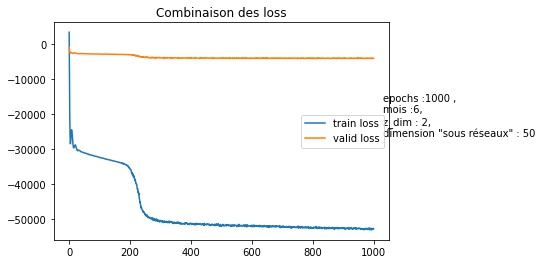 Combinaison des loss
0
−10000
−20000
−30000
−40000
−50000
0
200
400
600
800
1000
train loss
valid loss
epochs :1000 ,
mois :6,
z_dim : 2,
dimension "sous réseaux" : 50